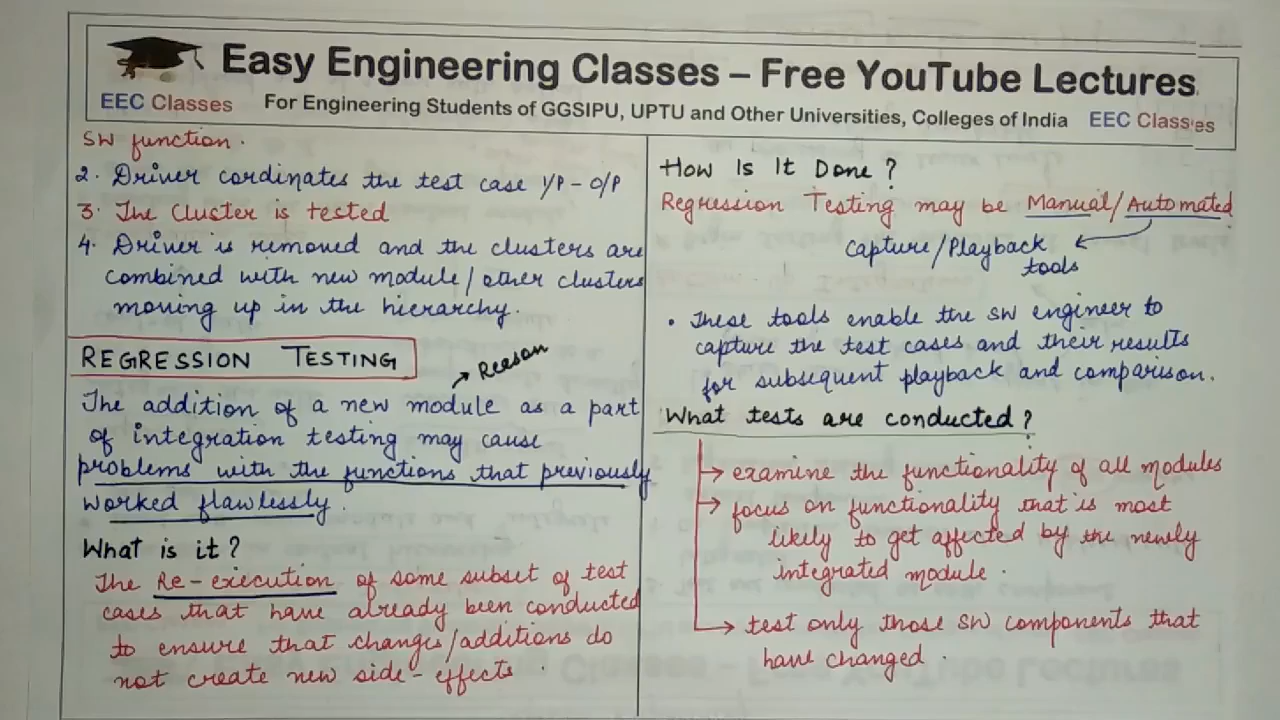 Easy Engineering Classes – Free YouTube Lectures
EEC Classes For Engineering Students of GGSIPU, UPTU and Other Universities, Colleges of India EEC Classes
SW function.
2. Driver cordinates the test case I/P - O/P
3. The Cluster is tested
4. Driver is removed and the clusters are
combined with new module/other clusters
moving up in the hierarchy.
REGRESSION TESTING
Reason
The addition of a new module as a part
of integration testing may cause
problems with the functions that previously
worked flawlessly.
What is it?
The Re-execution of some subset of test
cases that have already been conducted
to ensure that changes/additions do
not create new side-effects.
How Is It Done?
Regression Testing may be Manual/Automated
Capture/Playback
tools
• These tools enable the SW engineer to
capture the test cases and their results
for subsequent playback and comparison.
What tests are conducted?
→ examine the functionality of all modules
→ focus on functionality that is most
likely to get affected by the newly
integrated module.
→ test only those SW components that
have changed.